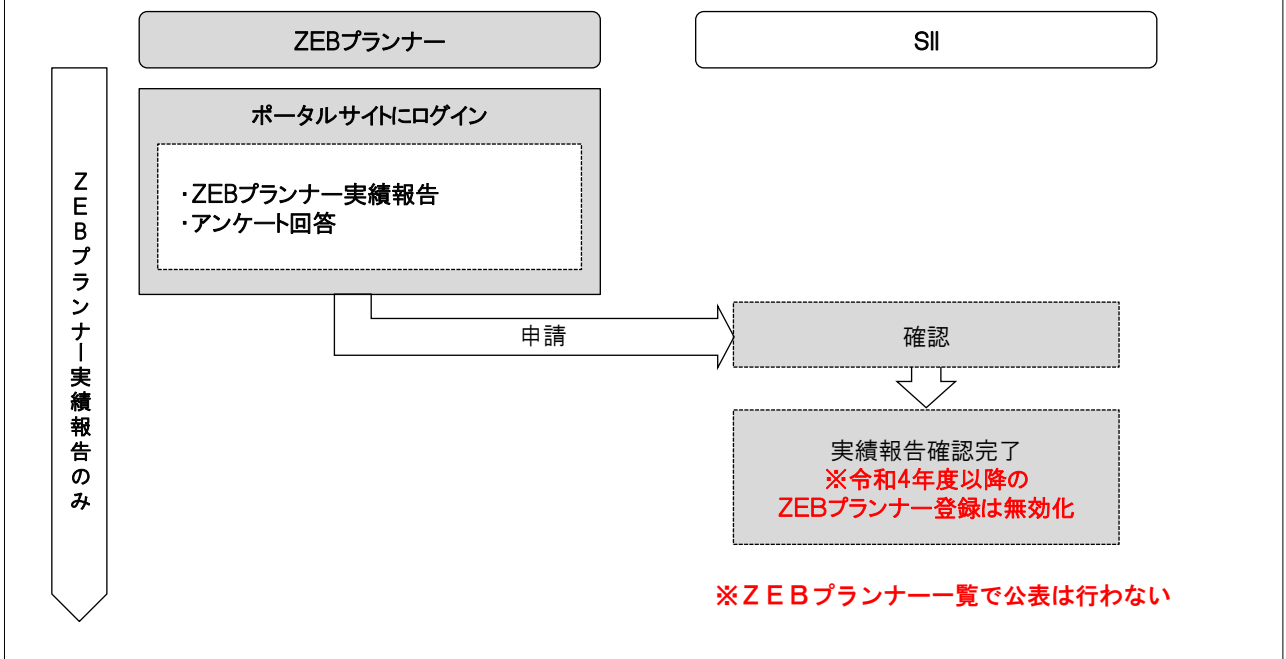 ZEBプランナー
SII
ZEBプランナー実績報告のみ
ポータルサイトにログイン
・ZEBプランナー実績報告
・アンケート回答
申請
確認
実績報告確認完了
※令和4年度以降の
ZEBプランナー登録は無効化
※ＺＥＢプランナー一覧で公表は行わない